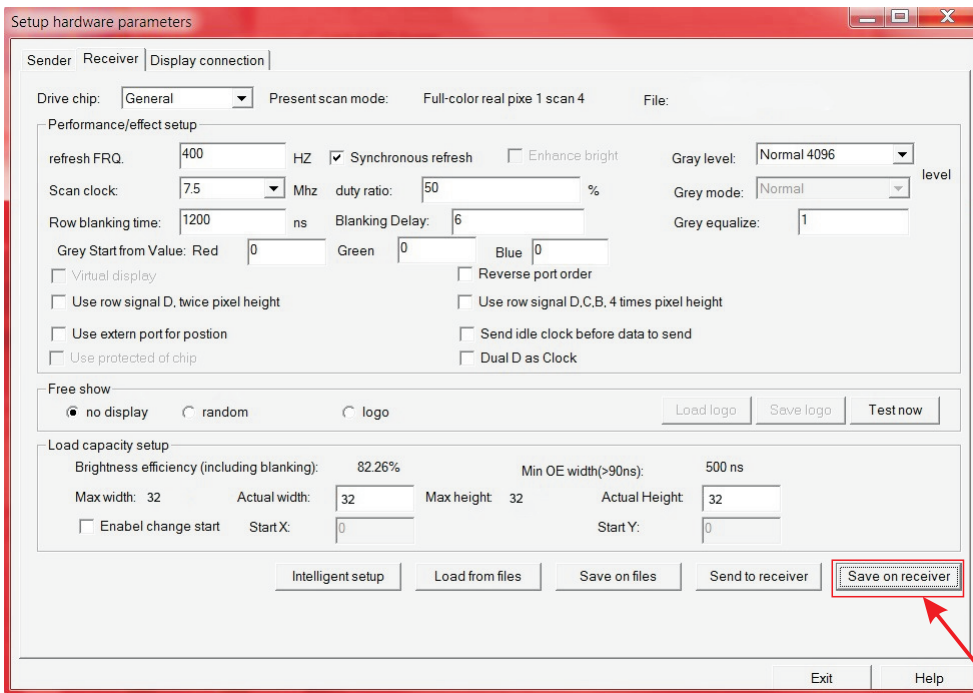 Setup hardware parameters
Sender Receiver Display connection
Drive chip: General Present scan mode: Full-color real pixe 1 scan 4 File:
Performance/effect setup
refresh FRQ. 400 HZ Synchronous refresh Enhance bright Gray level: Normal 4096 level
Scan clock: 7.5 Mhz duty ratio: 50 % Grey mode: Normal
Row blanking time: 1200 ns Blanking Delay: 6 Grey equalize: 1
Grey Start from Value: Red 0 Green 0 Blue 0
Virtual display Reverse port order
Use row signal D, twice pixel height Use row signal D,C,B, 4 times pixel height
Use extern port for postion Send idle clock before data to send
Use protected of chip Dual D as Clock
Free show
no display random logo Load logo Save logo Test now
Load capacity setup
Brightness efficiency (including blanking): 82.26% Min OE width(>90ns): 500 ns
Max width: 32 Actual width: 32 Max height: 32 Actual Height: 32
Enabel change start Start X: 0 Start Y: 0
Intelligent setup Load from files Save on files Send to receiver Save on receiver
Exit Help